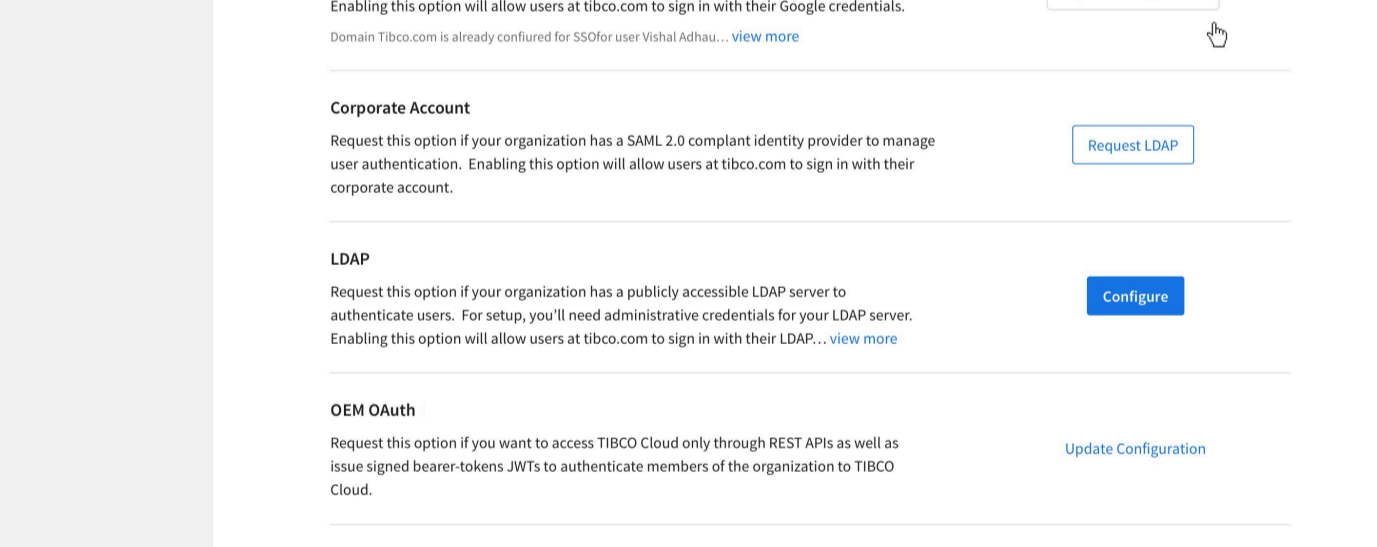 Enabling this option will allow users at tibco.com to sign in with their Google credentials.
Domain Tibco.com is already confiured for SSOfor user Vishal Adhau... view more
Corporate Account
Request this option if your organization has a SAML 2.0 complant identity provider to manage
user authentication.  Enabling this option will allow users at tibco.com to sign in with their
corporate account.
Request LDAP
LDAP
Request this option if your organization has a publicly accessible LDAP server to
authenticate users.  For setup, you’ll need administrative credentials for your LDAP server.
Enabling this option will allow users at tibco.com to sign in with their LDAP... view more
Configure
OEM OAuth
Request this option if you want to access TIBCO Cloud only through REST APIs as well as
issue signed bearer-tokens JWTs to authenticate members of the organization to TIBCO
Cloud.
Update Configuration